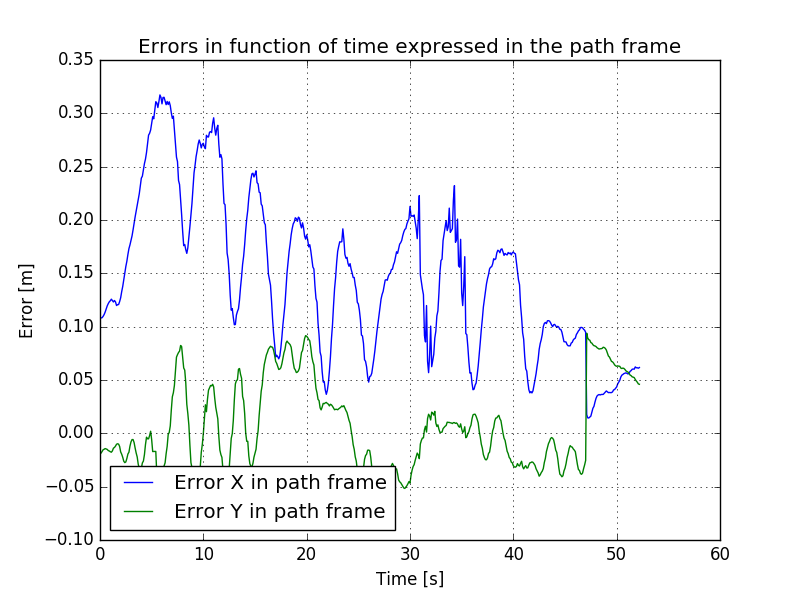 Errors in function of time expressed in the path frame
0.35
0.30
0.25
0.20
0.15
0.10
0.05
0.00
−0.05
−0.10
Error [m]
Error X in path frame
Error Y in path frame
0 10 20 30 40 50 60
Time [s]